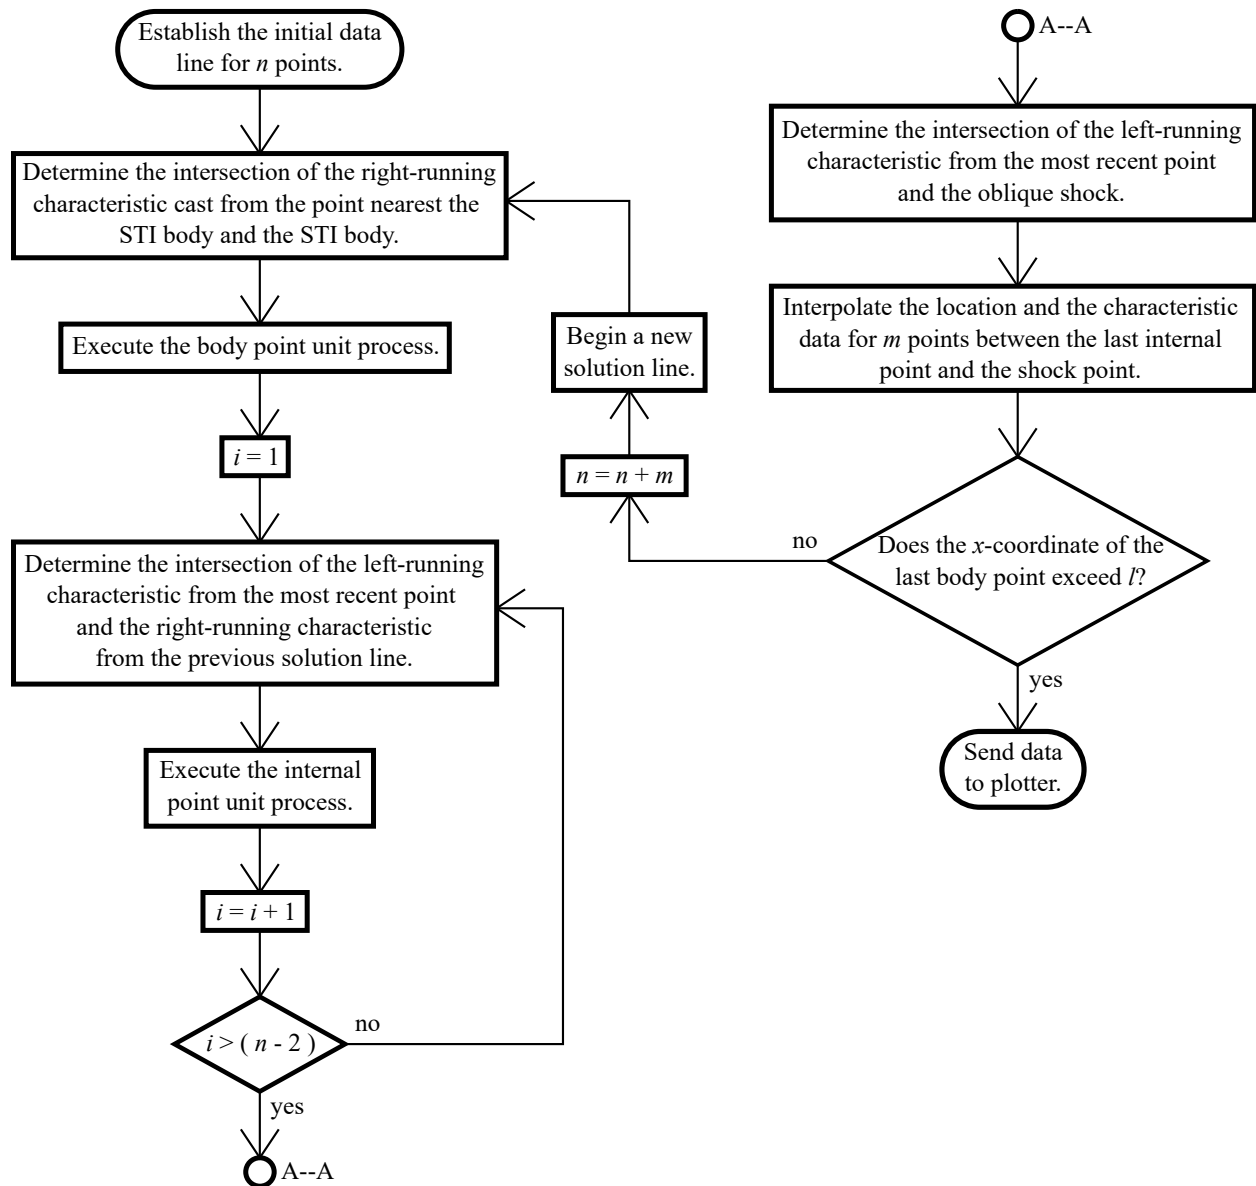 Establish the initial data
line for n points.
Determine the intersection of the right-running
characteristic cast from the point nearest the
STI body and the STI body.
Execute the body point unit process.
i = 1
Determine the intersection of the left-running
characteristic from the most recent point
and the right-running characteristic
from the previous solution line.
Execute the internal
point unit process.
i = i + 1
i > ( n - 2 )
no
yes
A--A
Begin a new
solution line.
n = n + m
A--A
Determine the intersection of the left-running
characteristic from the most recent point
and the oblique shock.
Interpolate the location and the characteristic
data for m points between the last internal
point and the shock point.
Does the x-coordinate of the
last body point exceed l?
no
yes
Send data
to plotter.